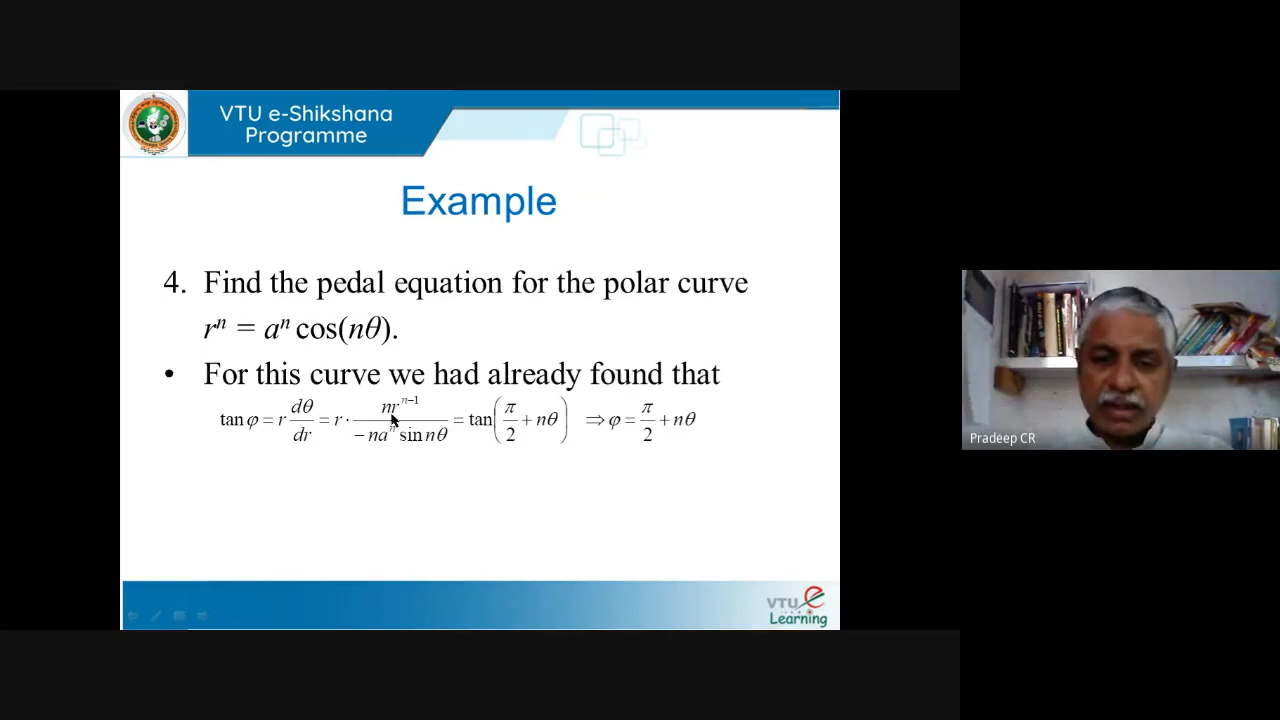 VTU e-Shikshana
Programme
Example
4. Find the pedal equation for the polar curve
rⁿ = aⁿ cos(nθ).
• For this curve we had already found that
tan φ = r dθ/dr = r · nrⁿ⁻¹/(− naⁿ sin nθ) = tan(π/2 + nθ) ⇒ φ = π/2 + nθ
Pradeep CR
VTU e
Learning